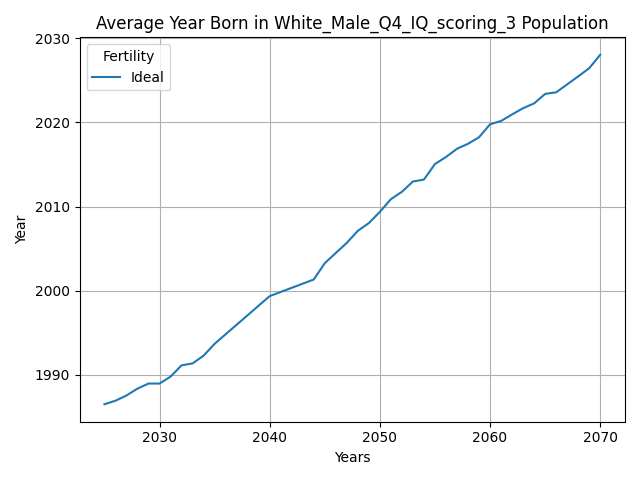 Average Year Born in White_Male_Q4_IQ_scoring_3 Population
Fertility
Ideal
2030
2020
2010
2000
1990
Year
2030 2040 2050 2060 2070
Years